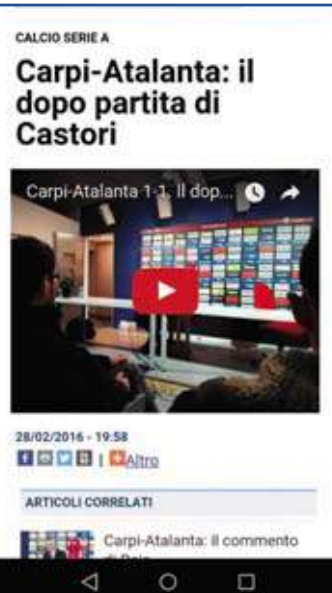 CALCIO SERIE A
Carpi-Atalanta: il
dopo partita di
Castori
Carpi-Atalanta 1-1. Il dop...
28/02/2016 - 19:58
| Altro
ARTICOLI CORRELATI
Carpi-Atalanta: il commento